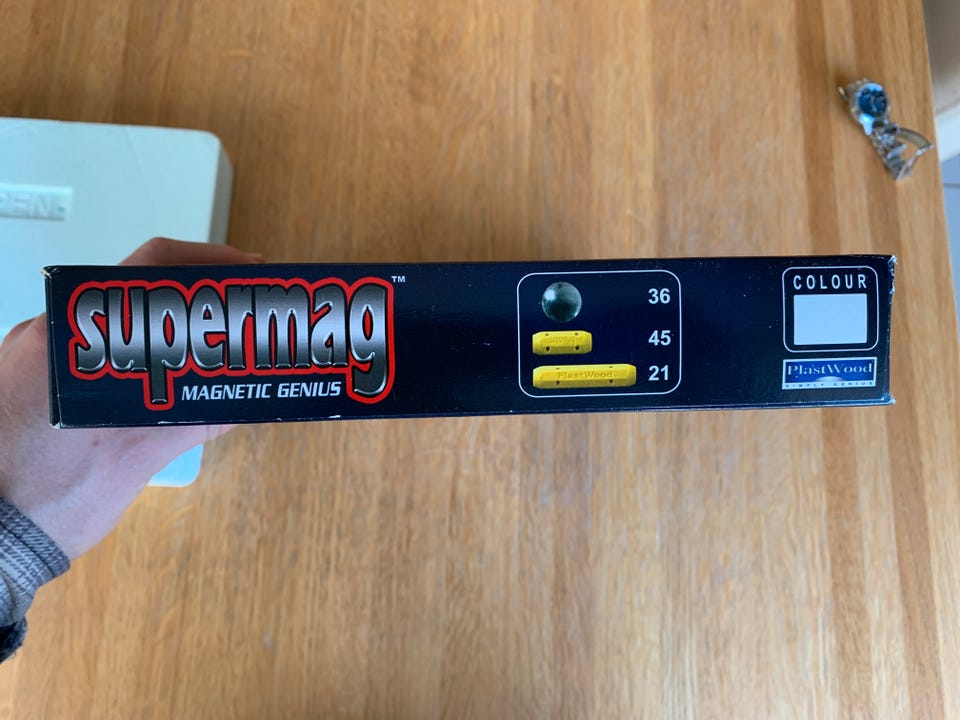 supermag™
MAGNETIC GENIUS
36
45
PlastWood
21
COLOUR
PlastWood
SIMPLY GENIUS